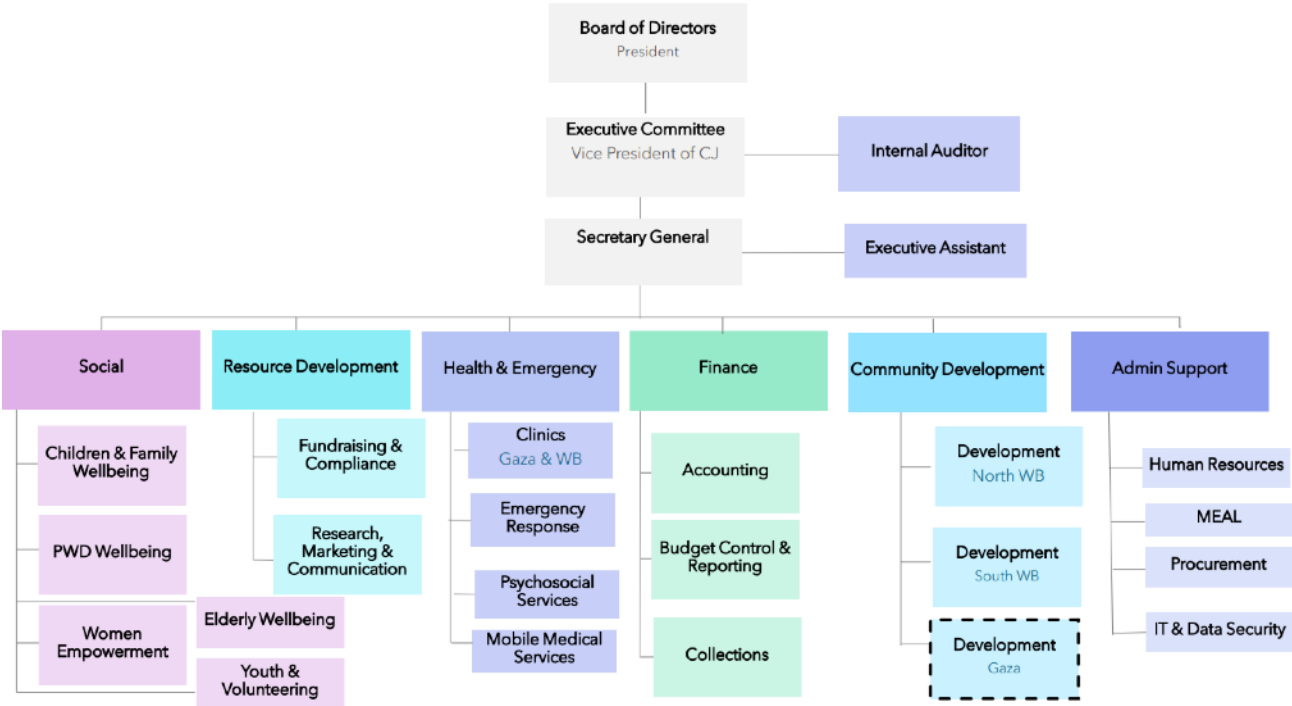 Board of Directors
President
Executive Committee
Vice President of CJ
Internal Auditor
Secretary General
Executive Assistant
Social
Resource Development
Health & Emergency
Finance
Community Development
Admin Support
Children & Family
Wellbeing
PWD Wellbeing
Women
Empowerment
Elderly Wellbeing
Youth &
Volunteering
Fundraising &
Compliance
Research,
Marketing &
Communication
Clinics
Gaza & WB
Emergency
Response
Psychosocial
Services
Mobile Medical
Services
Accounting
Budget Control &
Reporting
Collections
Development
North WB
Development
South WB
Development
Gaza
Human Resources
MEAL
Procurement
IT & Data Security